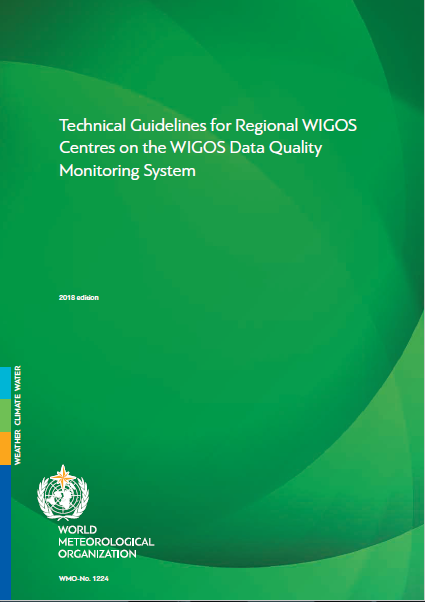 Technical Guidelines for Regional WIGOS
Centres on the WIGOS Data Quality
Monitoring System
2018 edition
WEATHER CLIMATE WATER
WORLD
METEOROLOGICAL
ORGANIZATION
WMO-No. 1224